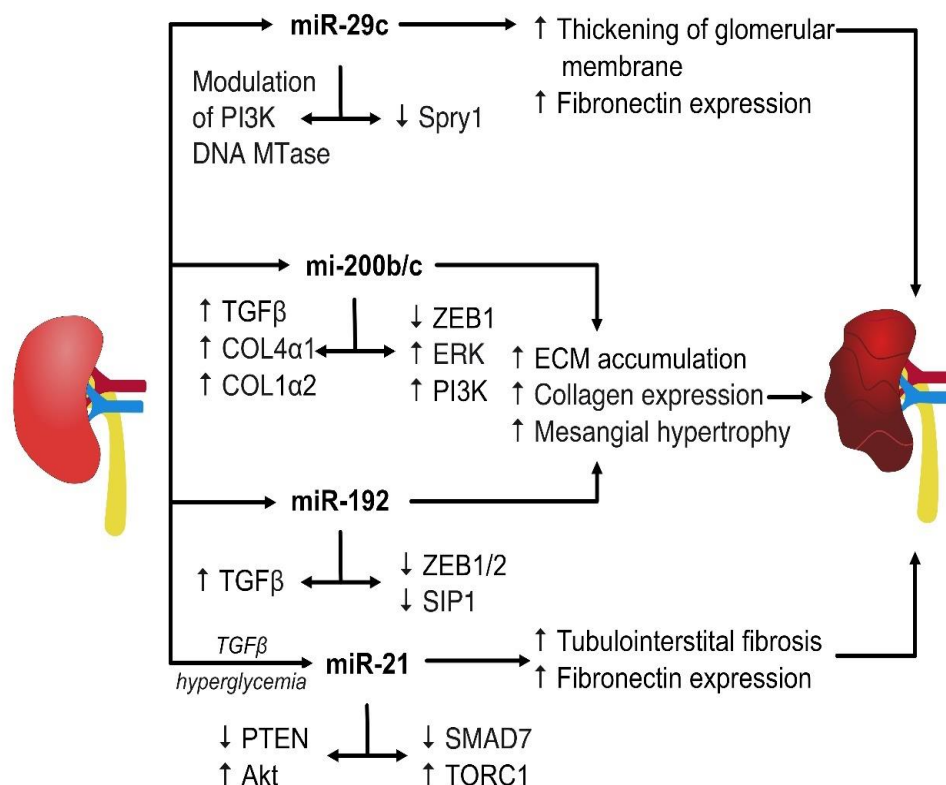 miR-29c
↑ Thickening of glomerular
membrane
↑ Fibronectin expression
Modulation
of PI3K
DNA MTase
↓ Spry1
mi-200b/c
↑ TGFβ
↑ COL4α1
↑ COL1α2
↓ ZEB1
↑ ERK
↑ PI3K
↑ ECM accumulation
↑ Collagen expression
↑ Mesangial hypertrophy
miR-192
↑ TGFβ
↓ ZEB1/2
↓ SIP1
TGFβ
hyperglycemia
miR-21
↑ Tubulointerstital fibrosis
↑ Fibronectin expression
↓ PTEN
↑ Akt
↓ SMAD7
↑ TORC1